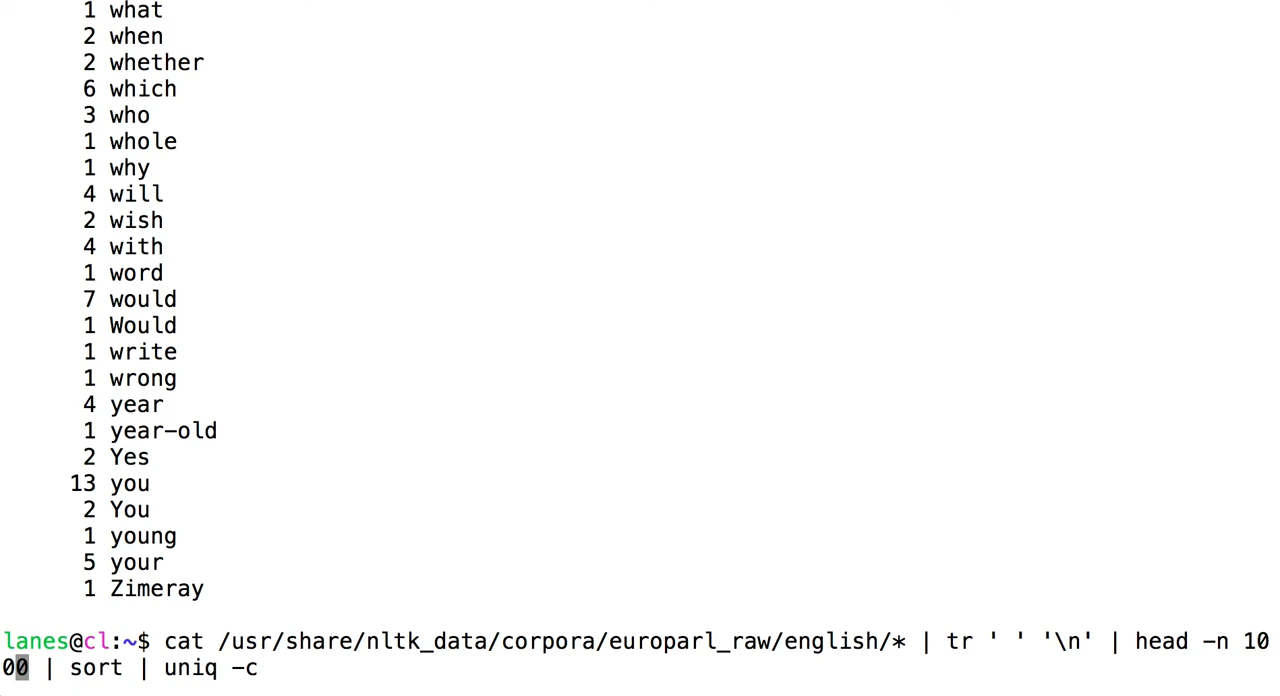 1 what
2 when
2 whether
6 which
3 who
1 whole
1 why
4 will
2 wish
4 with
1 word
7 would
1 Would
1 write
1 wrong
4 year
1 year-old
2 Yes
13 you
2 You
1 young
5 your
1 Zimeray
lanes@cl:~$ cat /usr/share/nltk_data/corpora/europarl_raw/english/* | tr ' ' '\n' | head -n 10
00 | sort | uniq -c